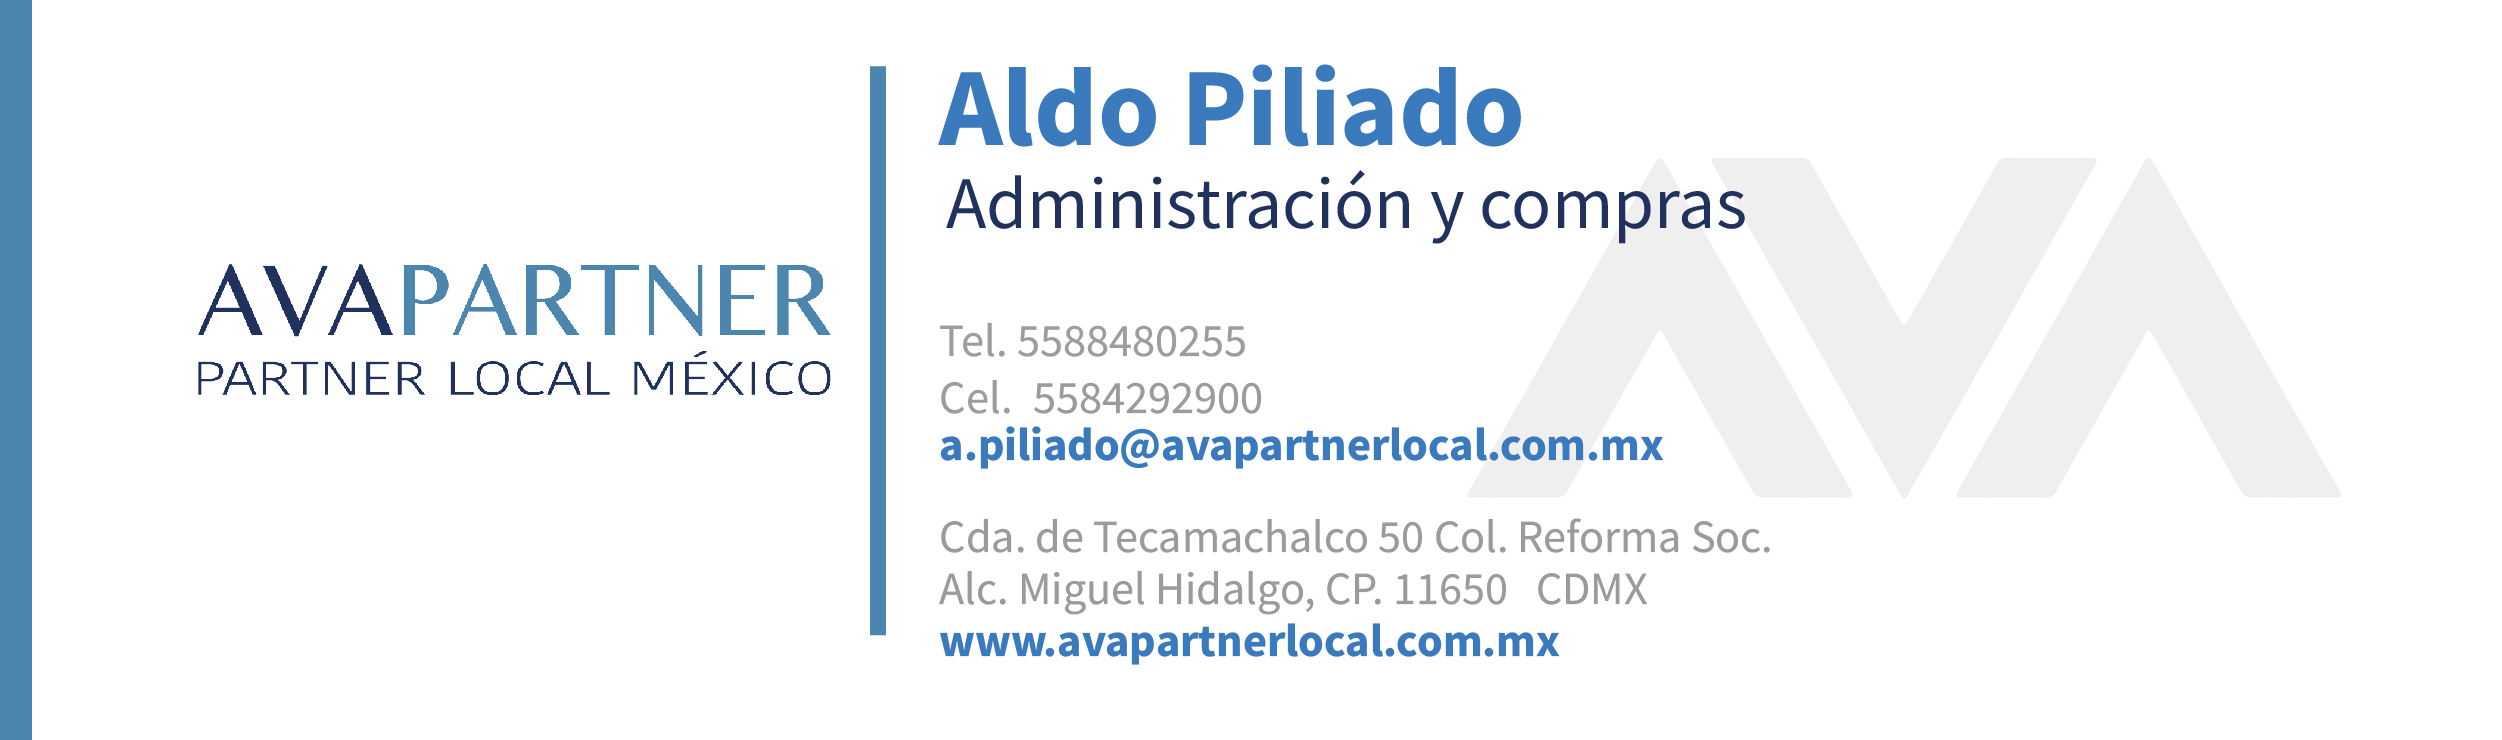 AVAPARTNER
PARTNER LOCAL MÉXICO
Aldo Piliado
Administración y compras
Tel. 5588480255
Cel. 5584292900
a.piliado@avapartnerlocal.com.mx
Cda. de Tecamachalco 50 Col. Reforma Soc.
Alc. Miguel Hidalgo, CP. 11650 CDMX
www.avapartnerlocal.com.mx